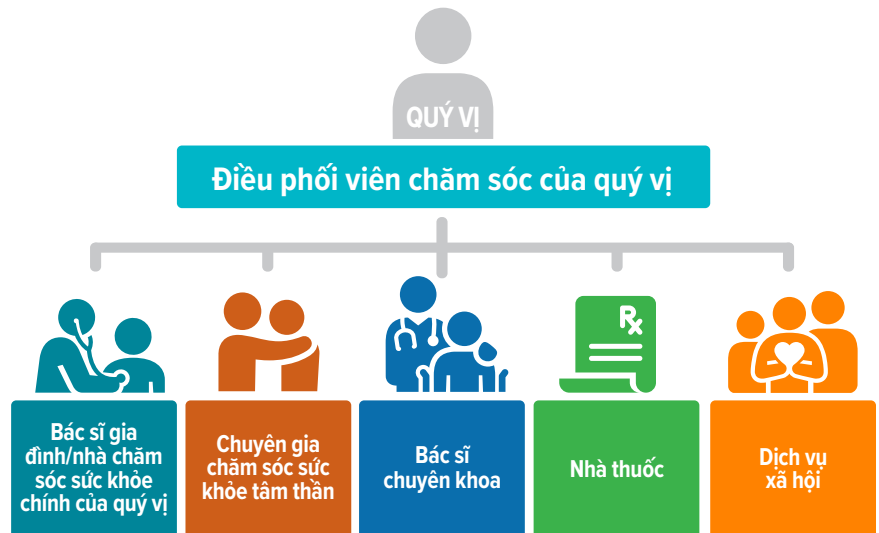 QUÝ VỊ
Điều phối viên chăm sóc của quý vị
Rx
Bác sĩ gia
đình/nhà chăm
sóc sức khỏe
chính của quý vị
Chuyên gia
chăm sóc sức
khỏe tâm thần
Bác sĩ
chuyên khoa
Nhà thuốc
Dịch vụ
xã hội